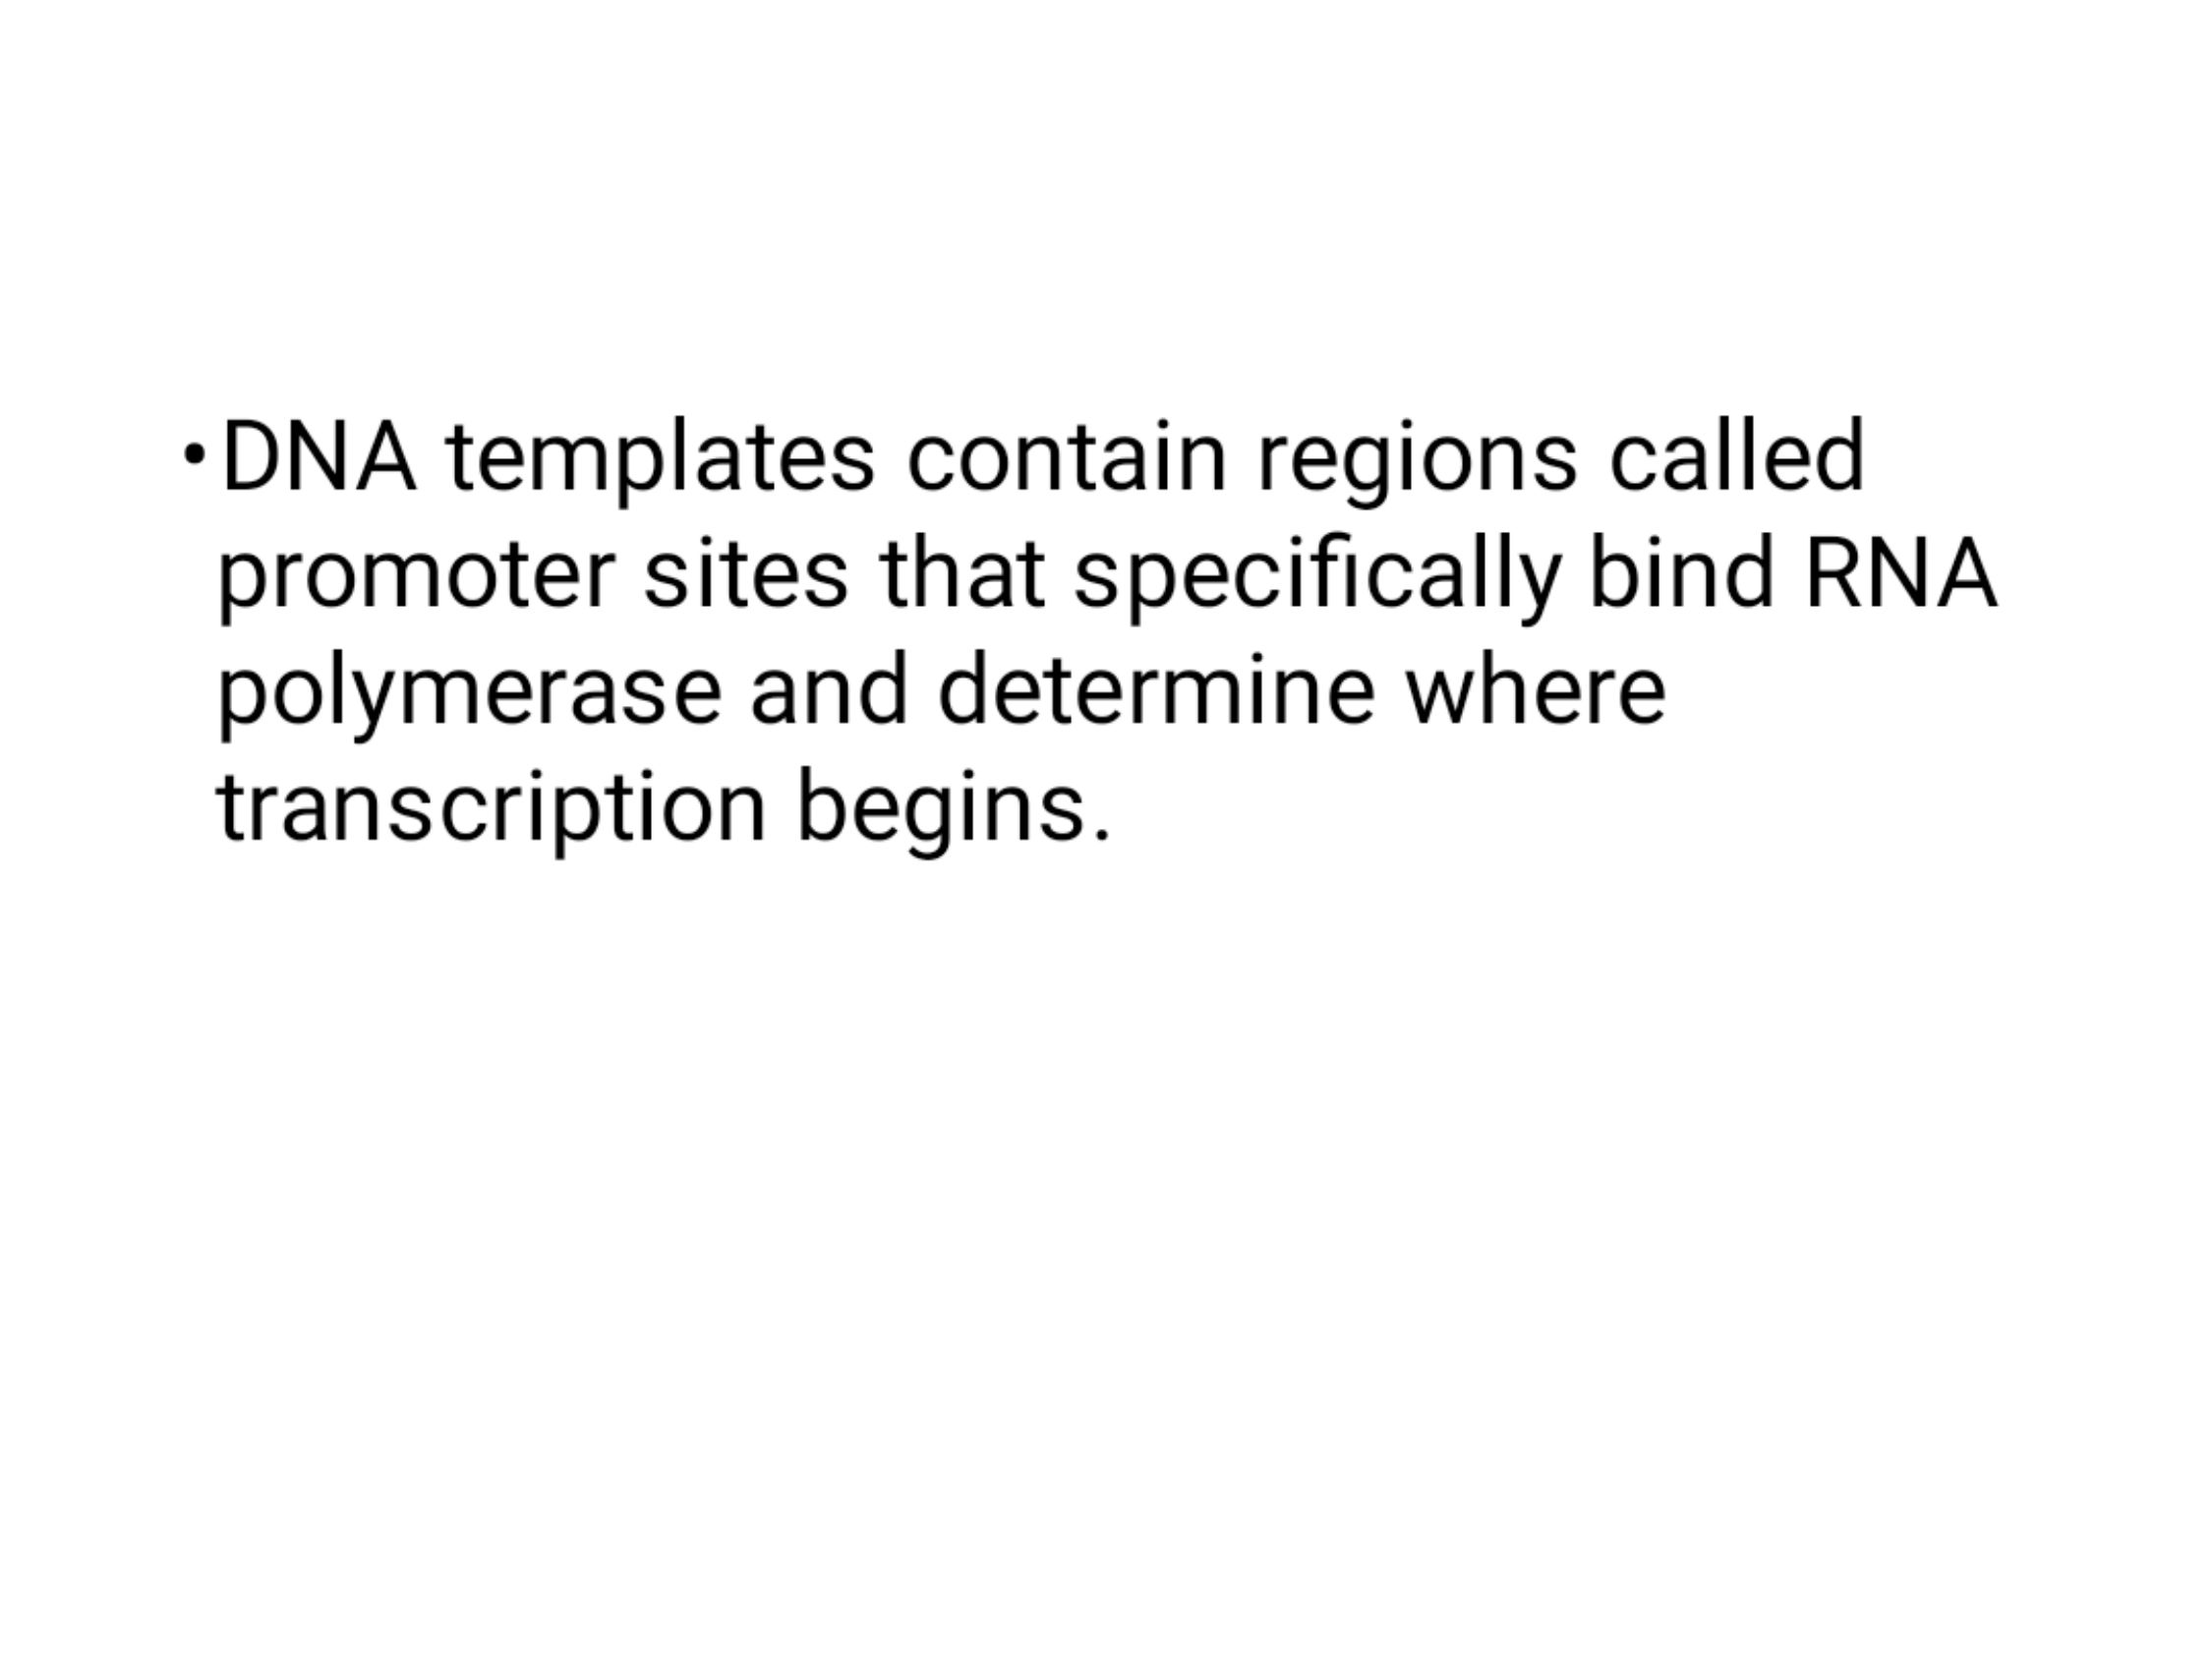 •DNA templates contain regions called
promoter sites that specifically bind RNA
polymerase and determine where
transcription begins.